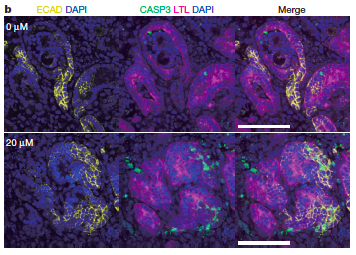 b
ECAD DAPI
CASP3 LTL DAPI
Merge
0 µM
20 µM